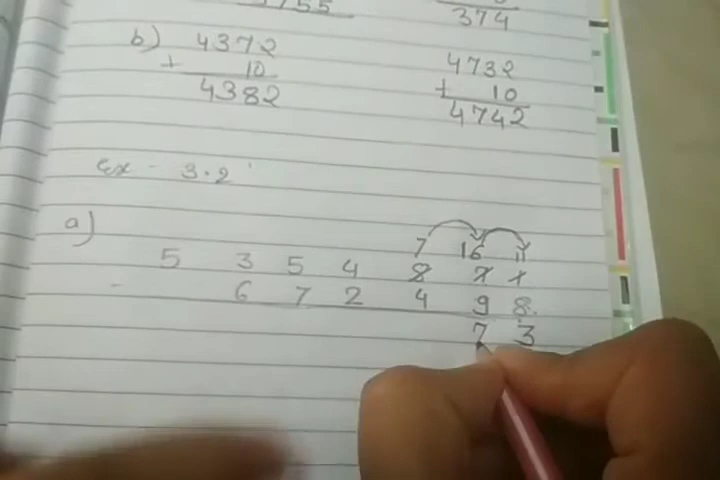 374
b) 4372 4732
+ 10 + 10
4382 4742
Ex - 3.2
a)
7 16 11
5 3 5 4 8 7 1
- 6 7 2 4 9 8
7 3